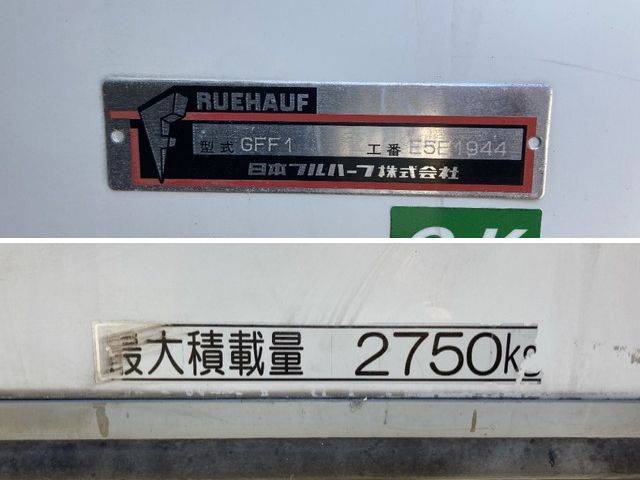 RUEHAUF
型式 GFF1 工番 E5E1944
日本フルハーフ株式会社
最大積載量 2750kg